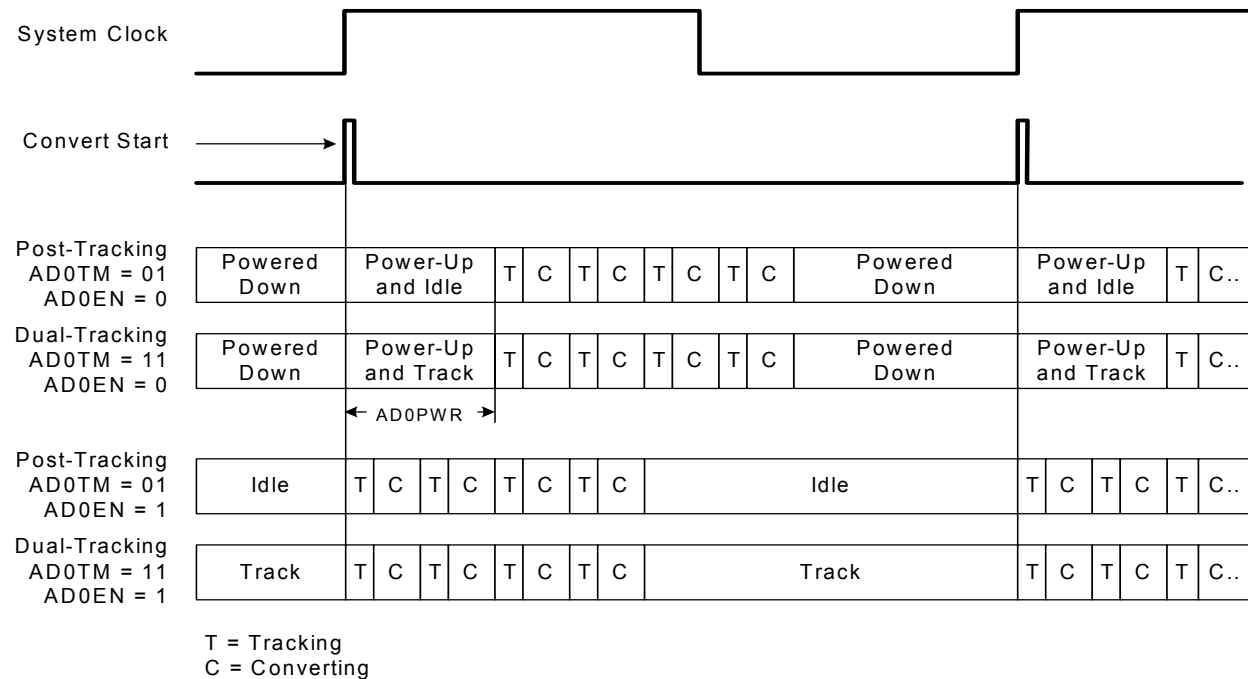 System Clock
Convert Start
Post-Tracking
AD0TM = 01
AD0EN = 0
Powered
Down
Power-Up
and Idle
T C T C T C T C
Powered
Down
Power-Up
and Idle
T C..
Dual-Tracking
AD0TM = 11
AD0EN = 0
Powered
Down
Power-Up
and Track
T C T C T C T C
Powered
Down
Power-Up
and Track
T C..
AD0PWR
Post-Tracking
AD0TM = 01
AD0EN = 1
Idle T C T C T C T C Idle T C T C T C..
Dual-Tracking
AD0TM = 11
AD0EN = 1
Track T C T C T C T C Track T C T C T C..
T = Tracking
C = Converting